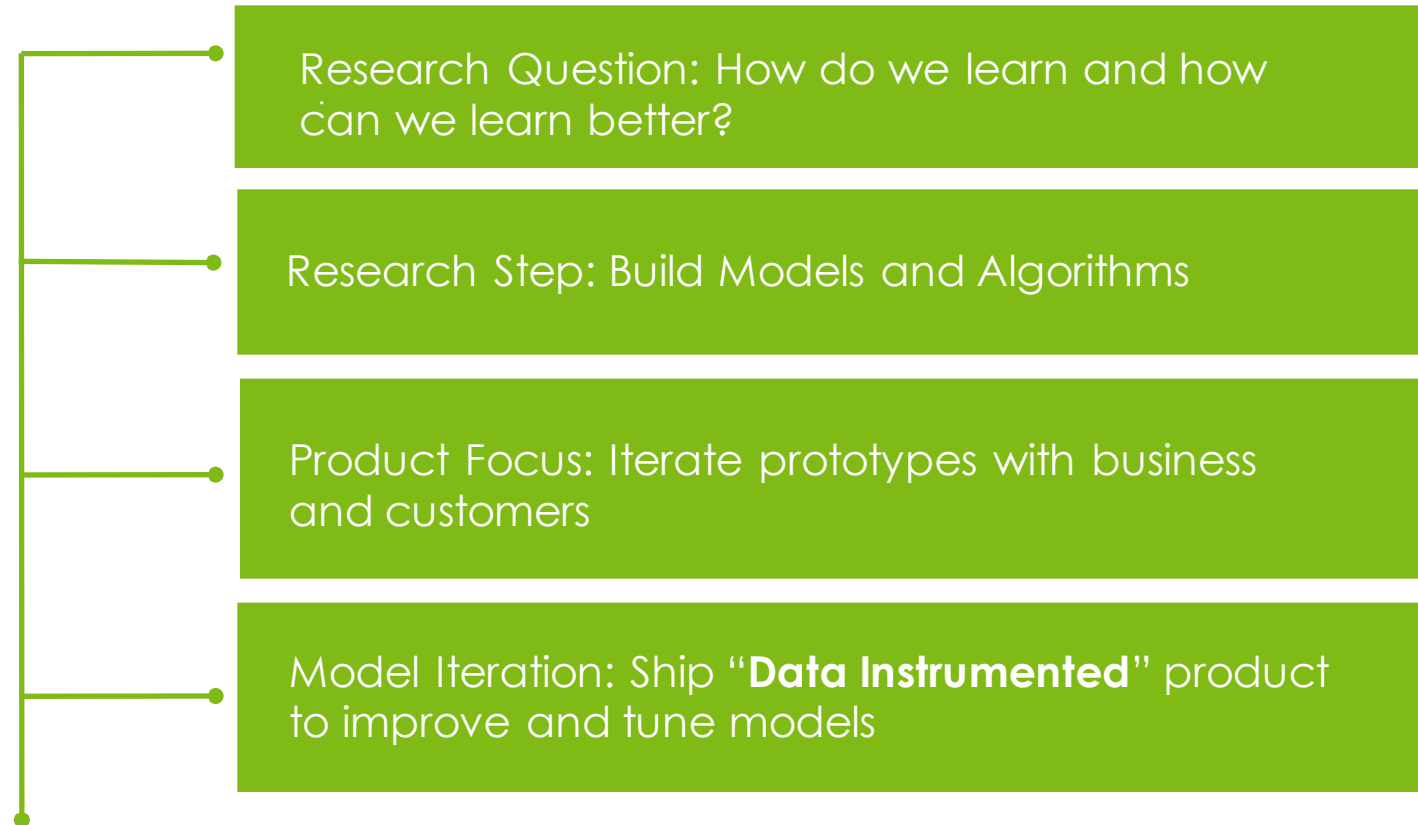 Research Question: How do we learn and how
can we learn better?
Research Step: Build Models and Algorithms
Product Focus: Iterate prototypes with business
and customers
Model Iteration: Ship “Data Instrumented” product
to improve and tune models